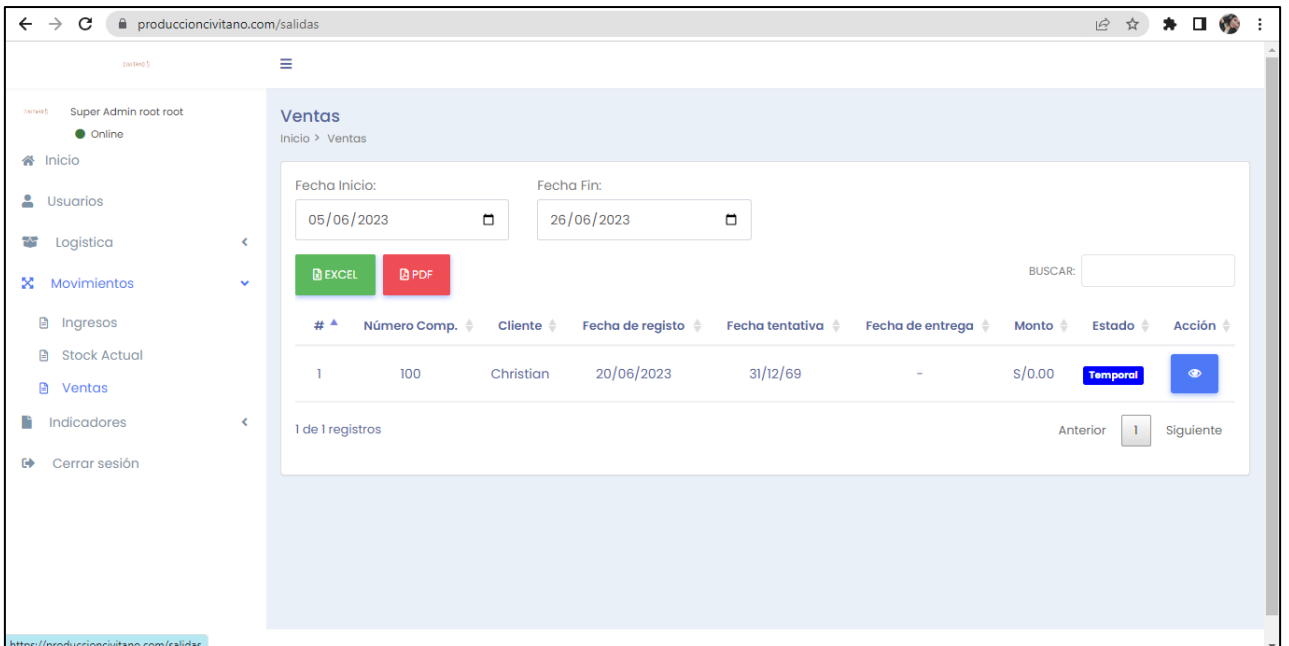 produccioncivitano.com/salidas
Super Admin root root
Online
Inicio
Usuarios
Logistica
Movimientos
Ingresos
Stock Actual
Ventas
Indicadores
Cerrar sesión
Ventas
Inicio > Ventas
Fecha Inicio: Fecha Fin:
05/06/2023 26/06/2023
EXCEL PDF BUSCAR:
# Número Comp. Cliente Fecha de registo Fecha tentativa Fecha de entrega Monto Estado Acción
1 100 Christian 20/06/2023 31/12/69 - S/0.00 Temporal
1 de 1 registros Anterior 1 Siguiente
https://produccioncivitano.com/salidas